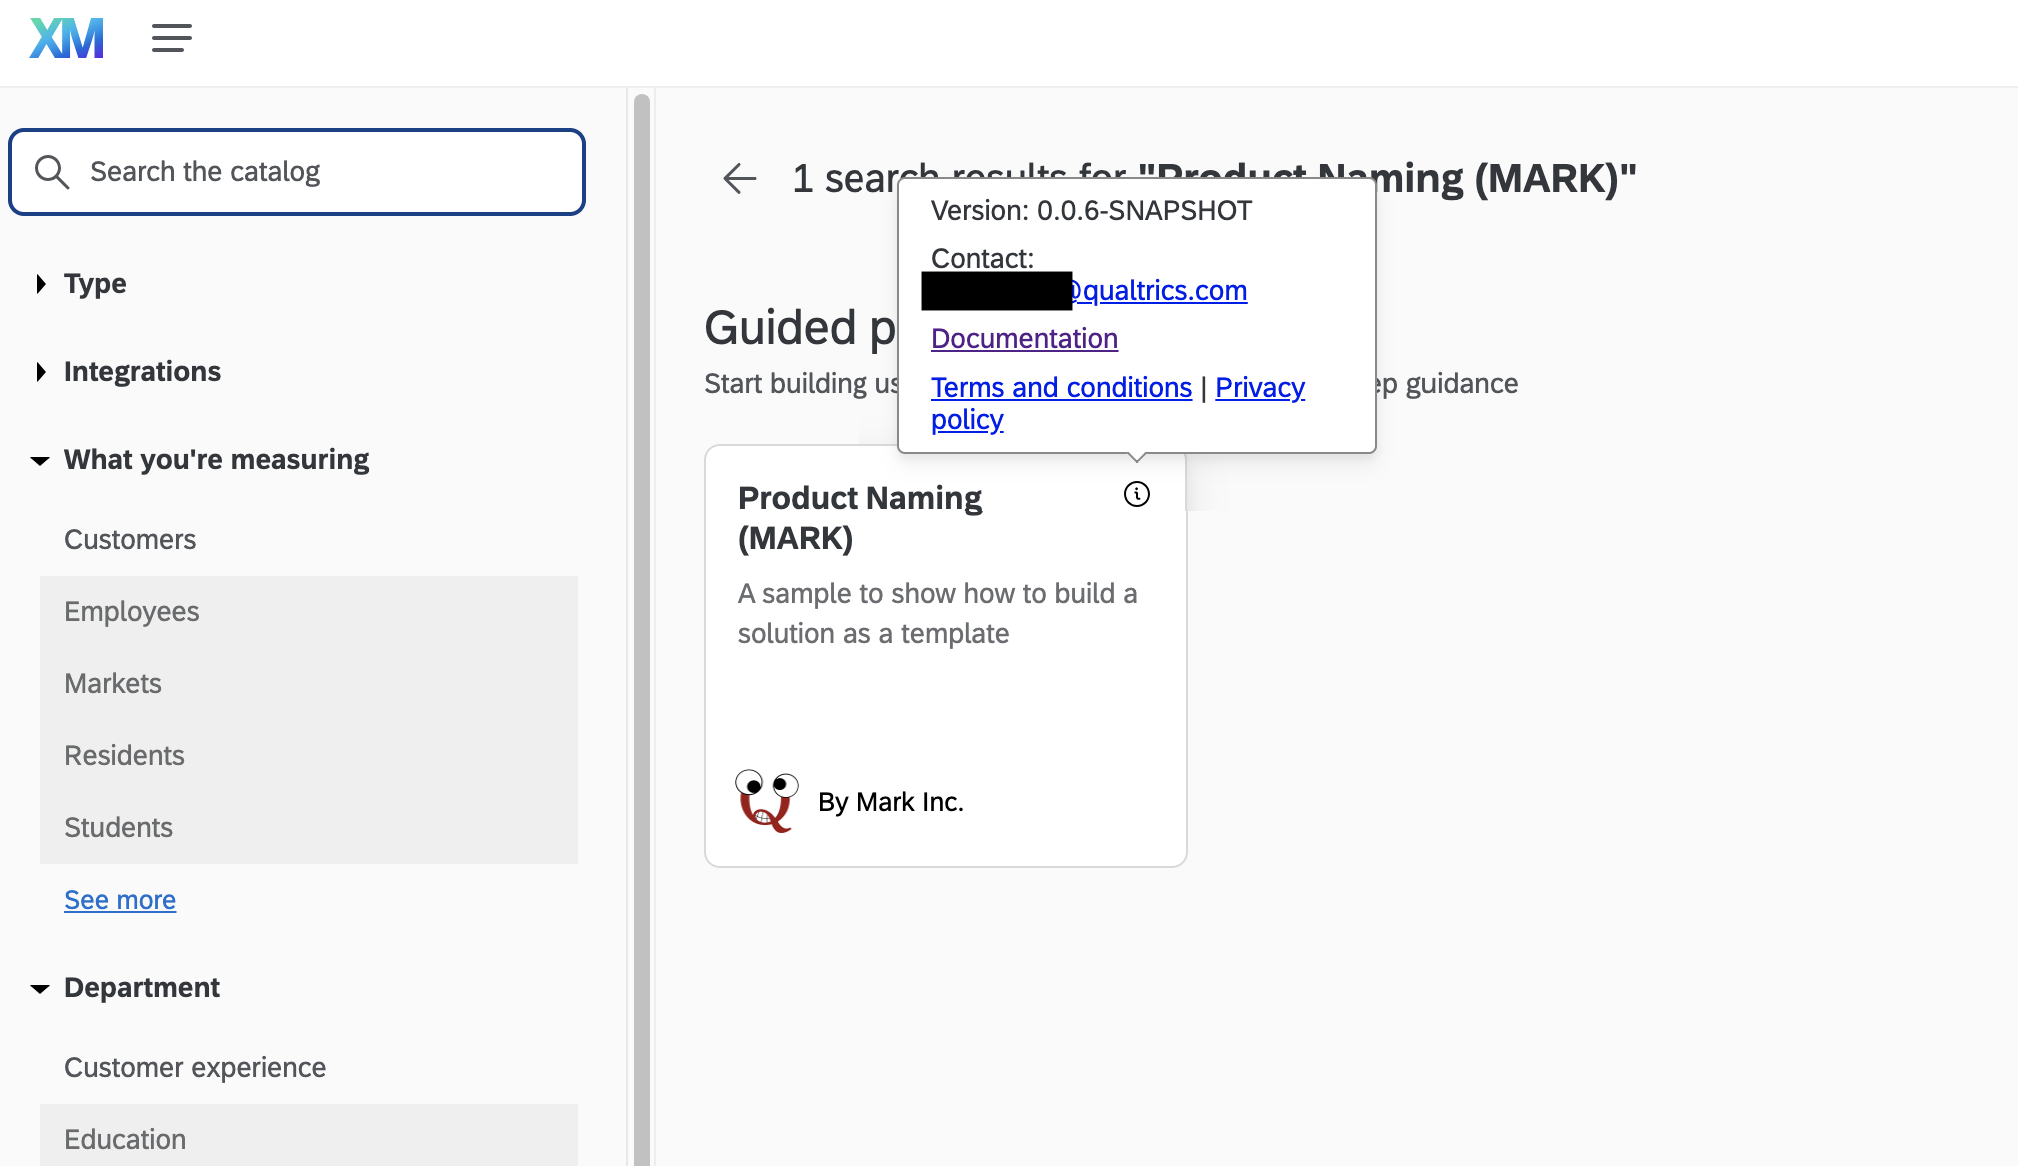 XM
Search the catalog
Type
Integrations
What you're measuring
Customers
Employees
Markets
Residents
Students
See more
Department
Customer experience
Education
1 search results for "Product Naming (MARK)"
Version: 0.0.6-SNAPSHOT
Contact:
@qualtrics.com
Documentation
Terms and conditions | Privacy
policy
Guided p
Start building us
ep guidance
Product Naming
(MARK)
A sample to show how to build a
solution as a template
Q
By Mark Inc.